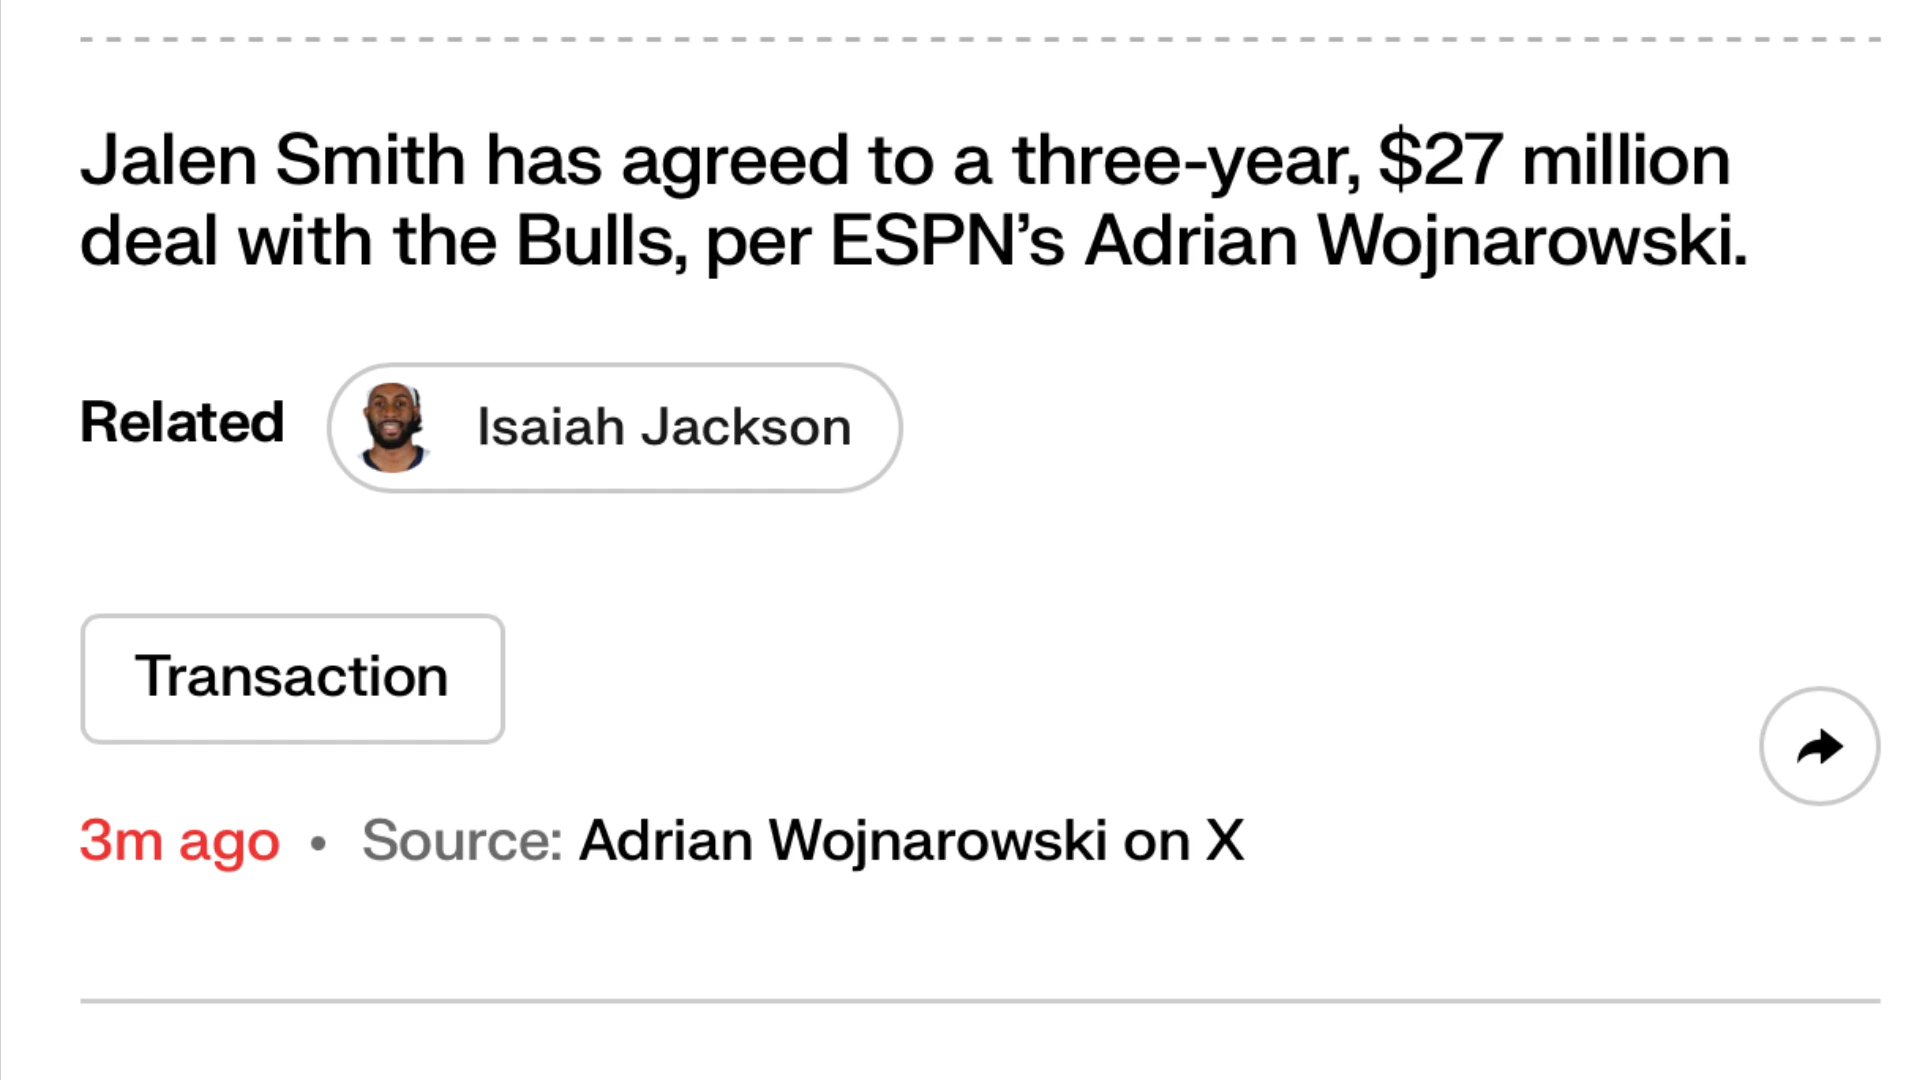 Jalen Smith has agreed to a three-year, $27 million
deal with the Bulls, per ESPN’s Adrian Wojnarowski.
Related Isaiah Jackson
Transaction
3m ago • Source: Adrian Wojnarowski on X